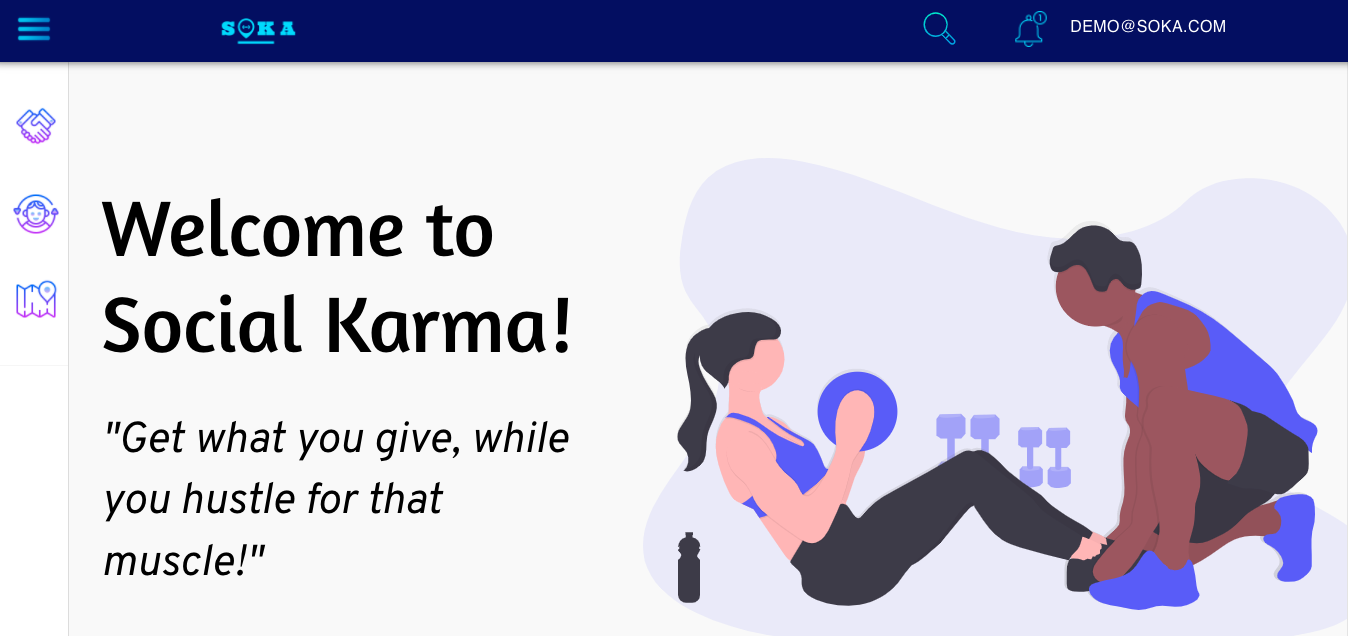 SOKA
1
DEMO@SOKA.COM
Welcome to
Social Karma!
"Get what you give, while
you hustle for that
muscle!"